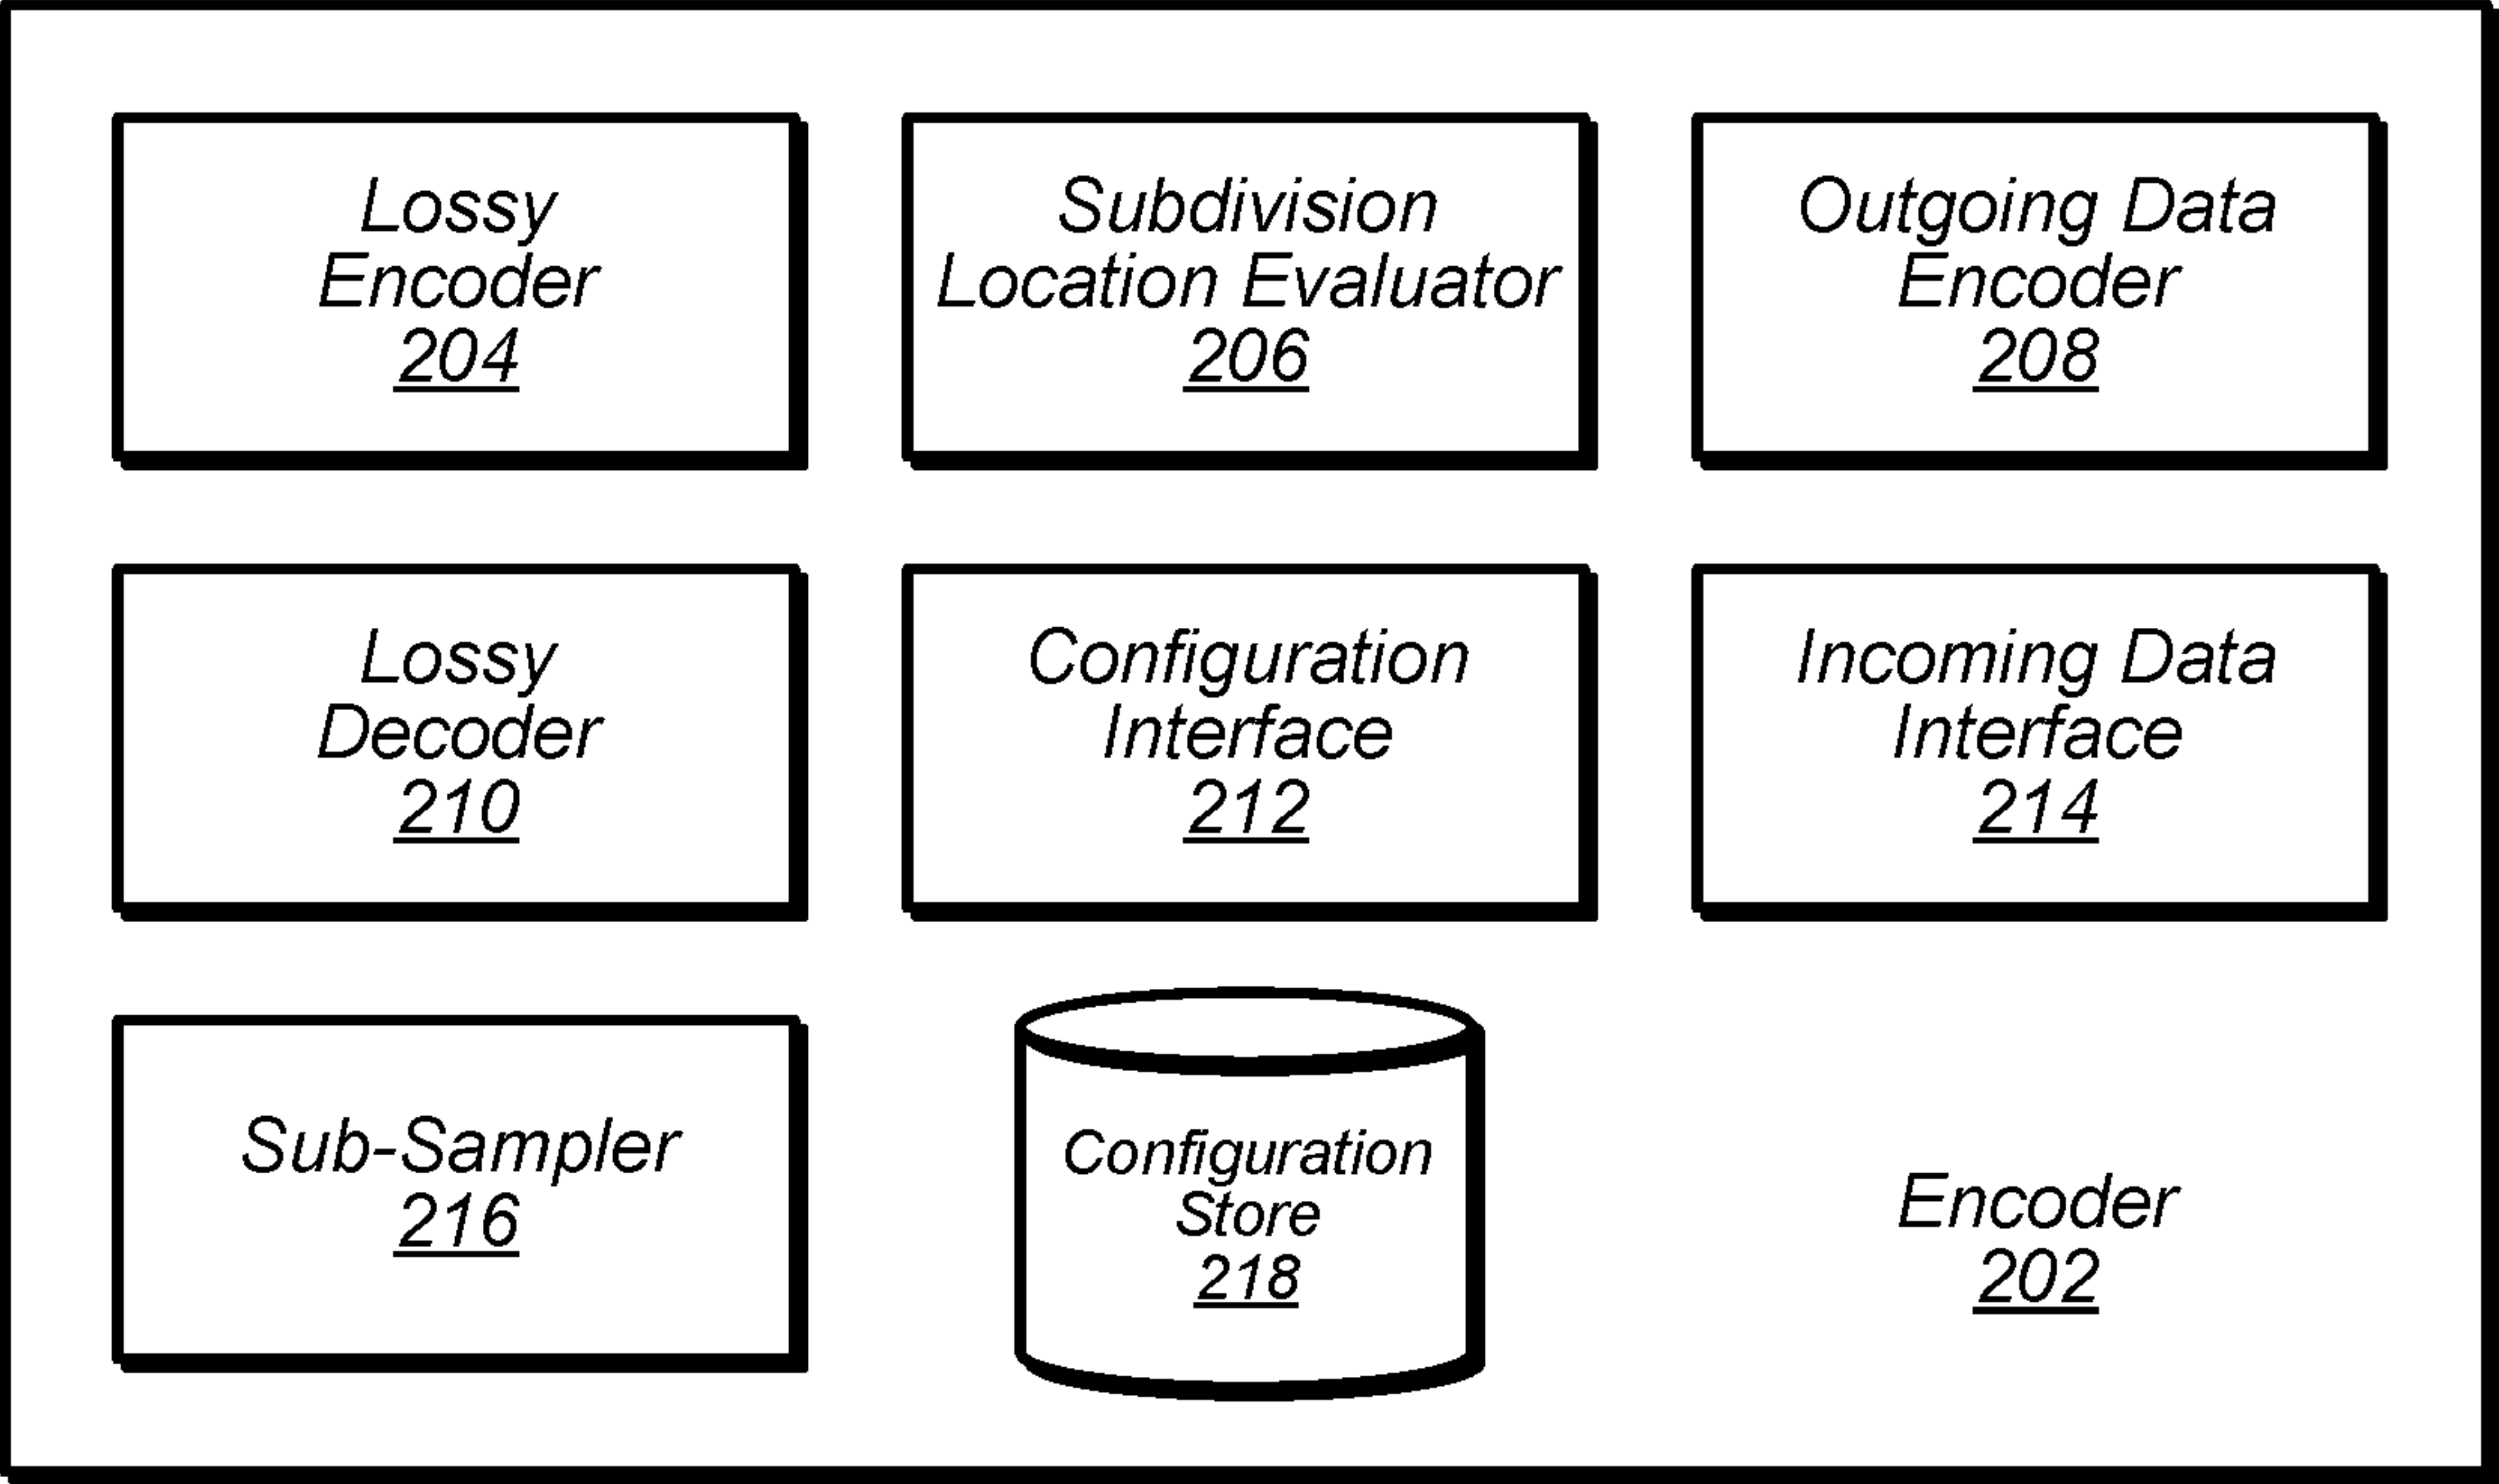 Lossy
Encoder
204
Subdivision
Location Evaluator
206
Outgoing Data
Encoder
208
Lossy
Decoder
210
Configuration
Interface
212
Incoming Data
Interface
214
Sub-Sampler
216
Configuration
Store
218
Encoder
202